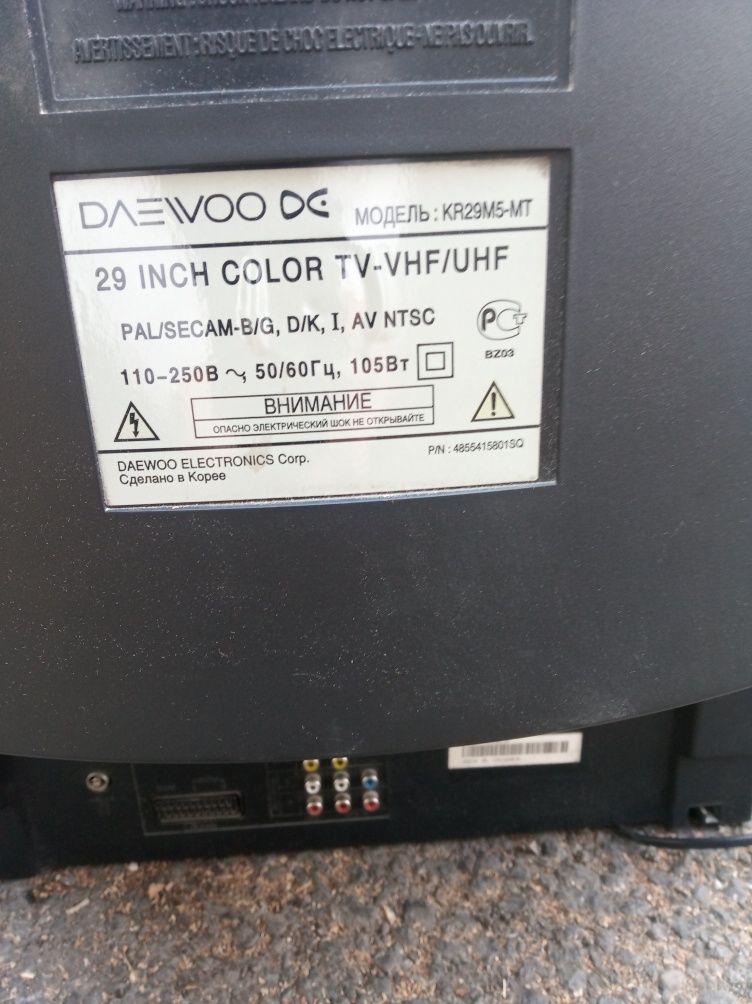 AVERTISSEMENT: RISQUE DE CHOC ELECTRIQUE-NE PAS OUVRIR.
DAEWOO
МОДЕЛЬ : KR29M5-MT
29 INCH COLOR TV-VHF/UHF
PAL/SECAM-B/G, D/K, I, AV NTSC
BZ03
110-250В ~, 50/60Гц, 105Вт
ВНИМАНИЕ
ОПАСНО ЭЛЕКТРИЧЕСКИЙ ШОК НЕ ОТКРЫВАЙТЕ
DAEWOO ELECTRONICS Corp.
P/N : 4855415801SQ
Сделано в Корее